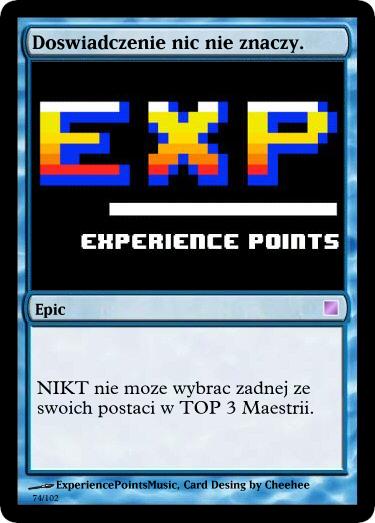 Doswiadczenie nic nie znaczy.
EXP
EXPERIENCE POINTS
Epic
NIKT nie moze wybrac zadnej ze
swoich postaci w TOP 3 Maestrii.
ExperiencePointsMusic, Card Desing by Cheehee
74/102